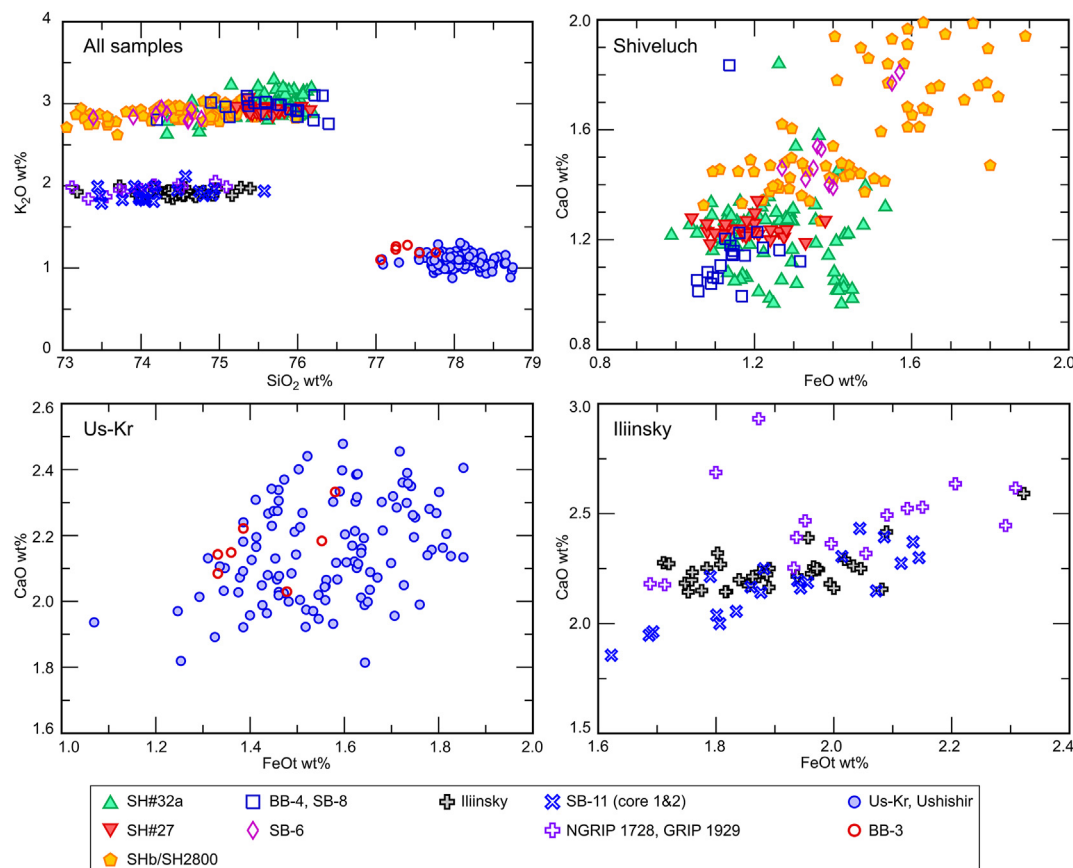 All samples
4
3
2
1
0
K₂O wt%
73 74 75 76 77 78 79
SiO₂ wt%
Shiveluch
2.0
1.6
1.2
0.8
CaO wt%
0.8 1.2 1.6 2.0
FeO wt%
Us-Kr
2.6
2.4
2.2
2.0
1.8
1.6
CaO wt%
1.0 1.2 1.4 1.6 1.8 2.0
FeOt wt%
Iliinsky
3.0
2.5
2.0
1.5
CaO wt%
1.6 1.8 2.0 2.2 2.4
FeOt wt%
SH#32a BB-4, SB-8 Iliinsky SB-11 (core 1&2) Us-Kr, Ushishir
SH#27 SB-6 NGRIP 1728, GRIP 1929 BB-3
SHb/SH2800